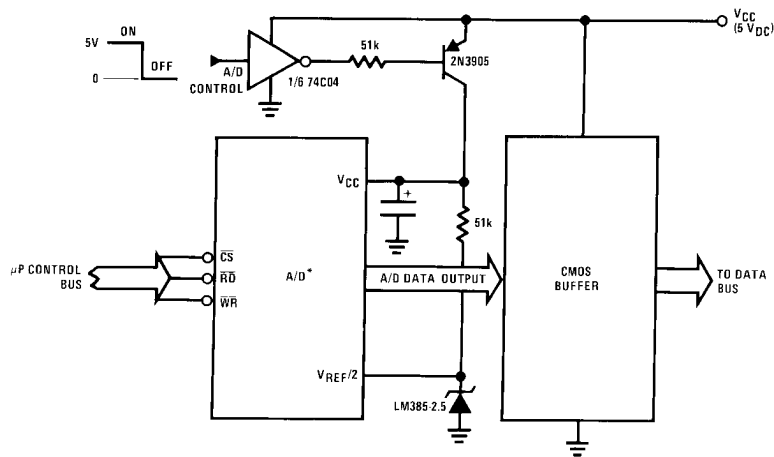 ON
5V
OFF
0
A/D
CONTROL
1/6 74C04
51k
2N3905
VCC
(5 VDC)
VCC
+
51k
μP CONTROL
BUS
CS
RD
WR
A/D*
A/D DATA OUTPUT
CMOS
BUFFER
TO DATA
BUS
VREF/2
LM385-2.5